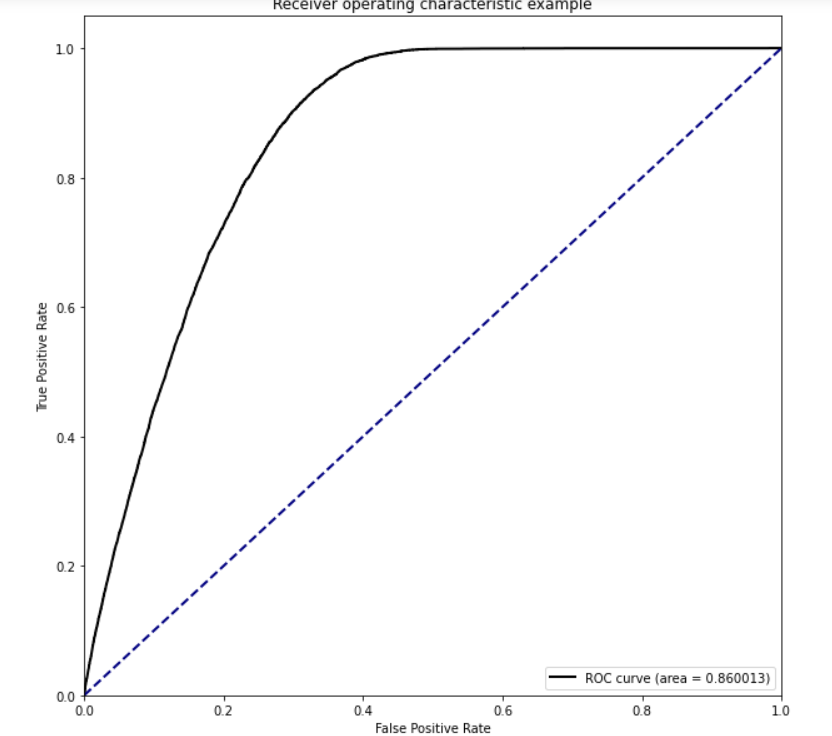 Receiver operating characteristic example
1.0
0.8
0.6
0.4
0.2
0.0
True Positive Rate
ROC curve (area = 0.860013)
0.0 0.2 0.4 0.6 0.8 1.0
False Positive Rate